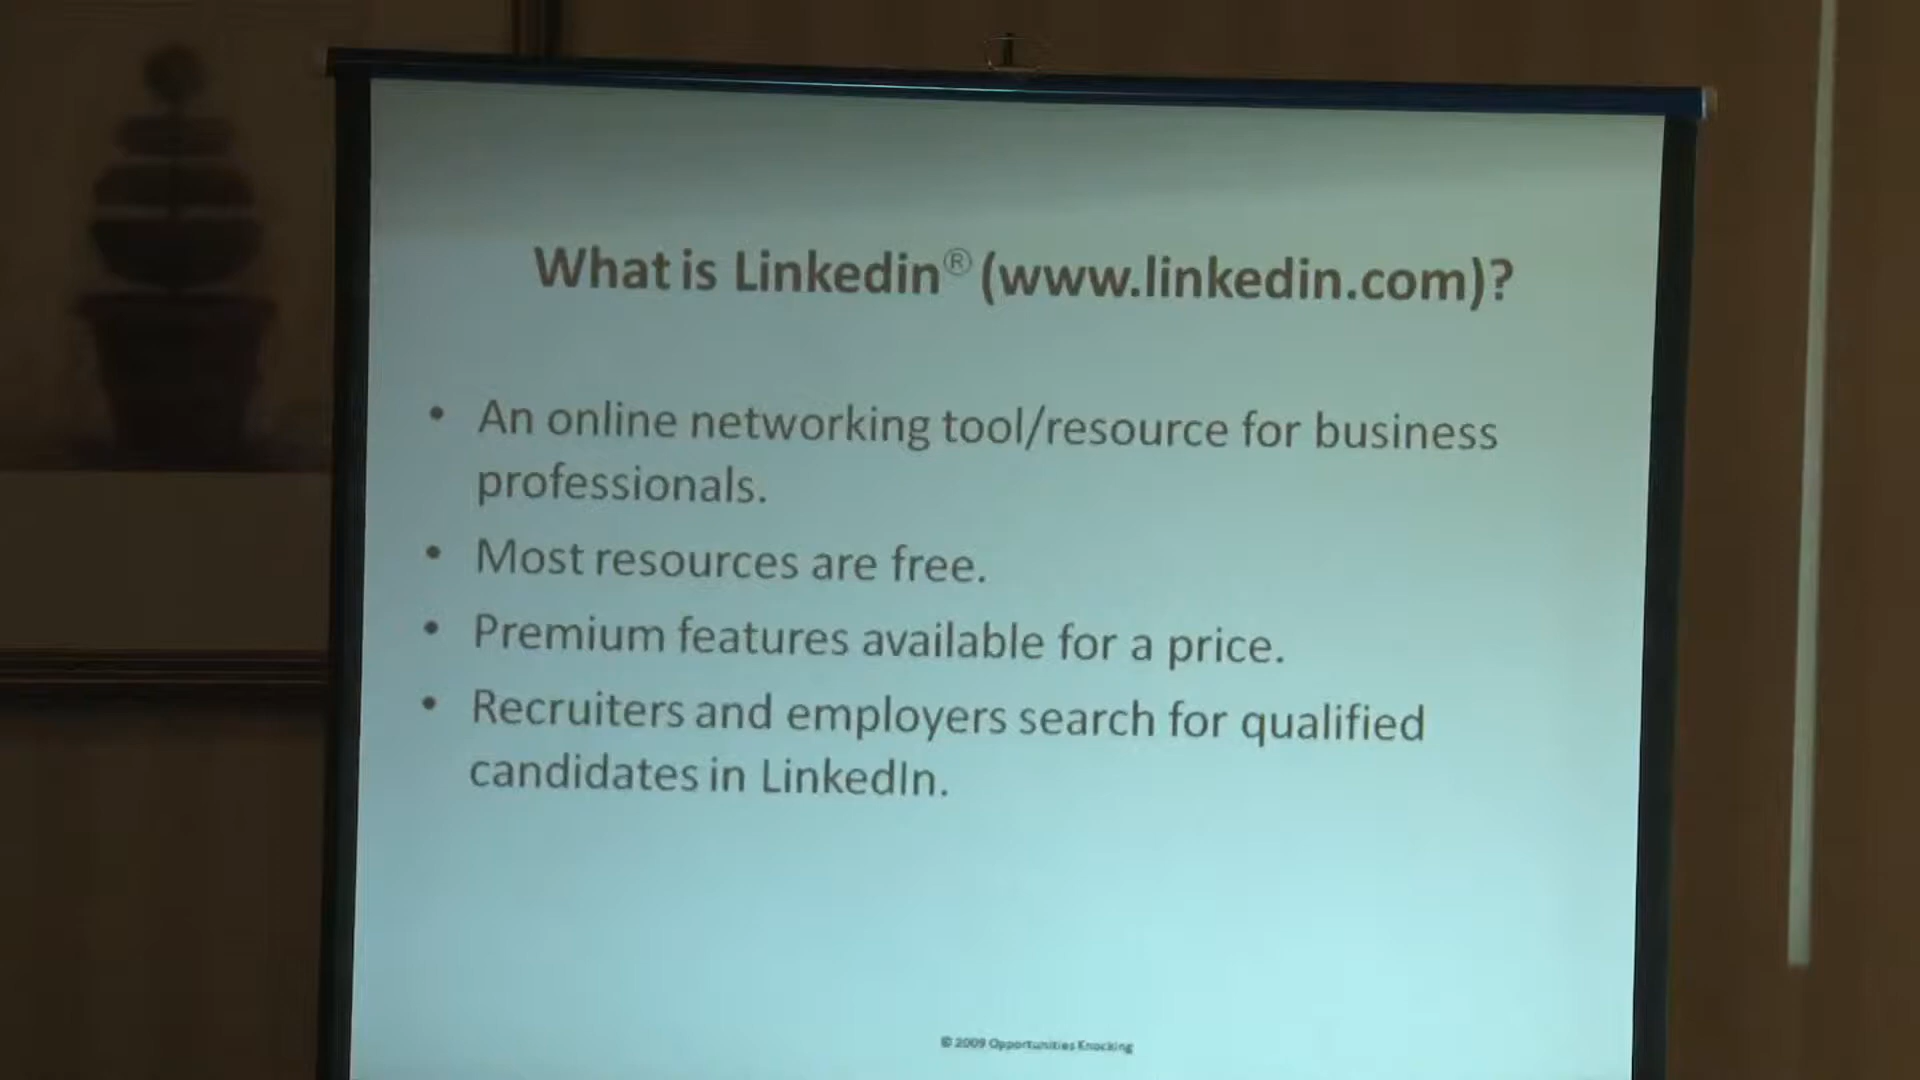 What is Linkedin® (www.linkedin.com)?
• An online networking tool/resource for business
professionals.
• Most resources are free.
• Premium features available for a price.
• Recruiters and employers search for qualified
candidates in LinkedIn.
© 2009 Opportunities Knocking